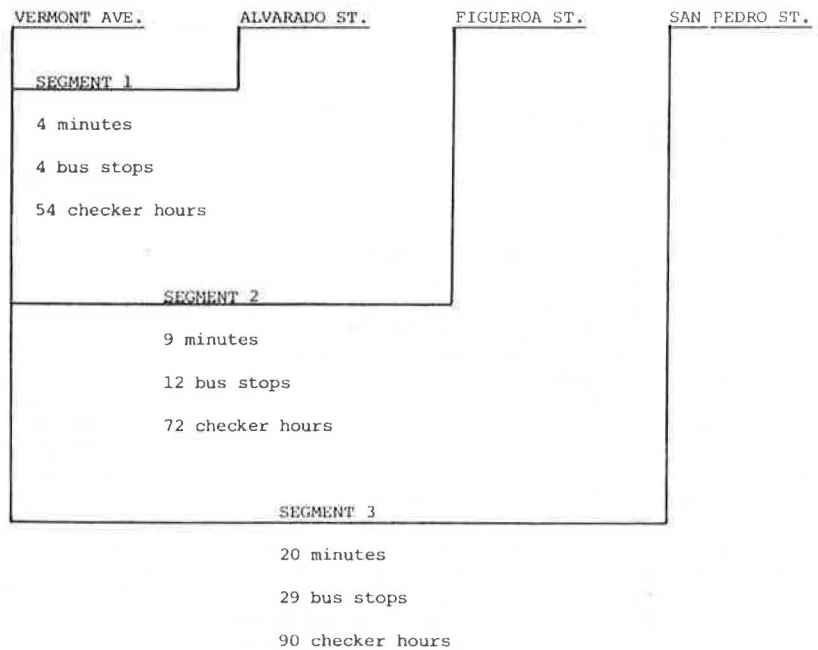 VERMONT AVE. ALVARADO ST. FIGUEROA ST. SAN PEDRO ST.
SEGMENT 1
4 minutes
4 bus stops
54 checker hours
SEGMENT 2
9 minutes
12 bus stops
72 checker hours
SEGMENT 3
20 minutes
29 bus stops
90 checker hours